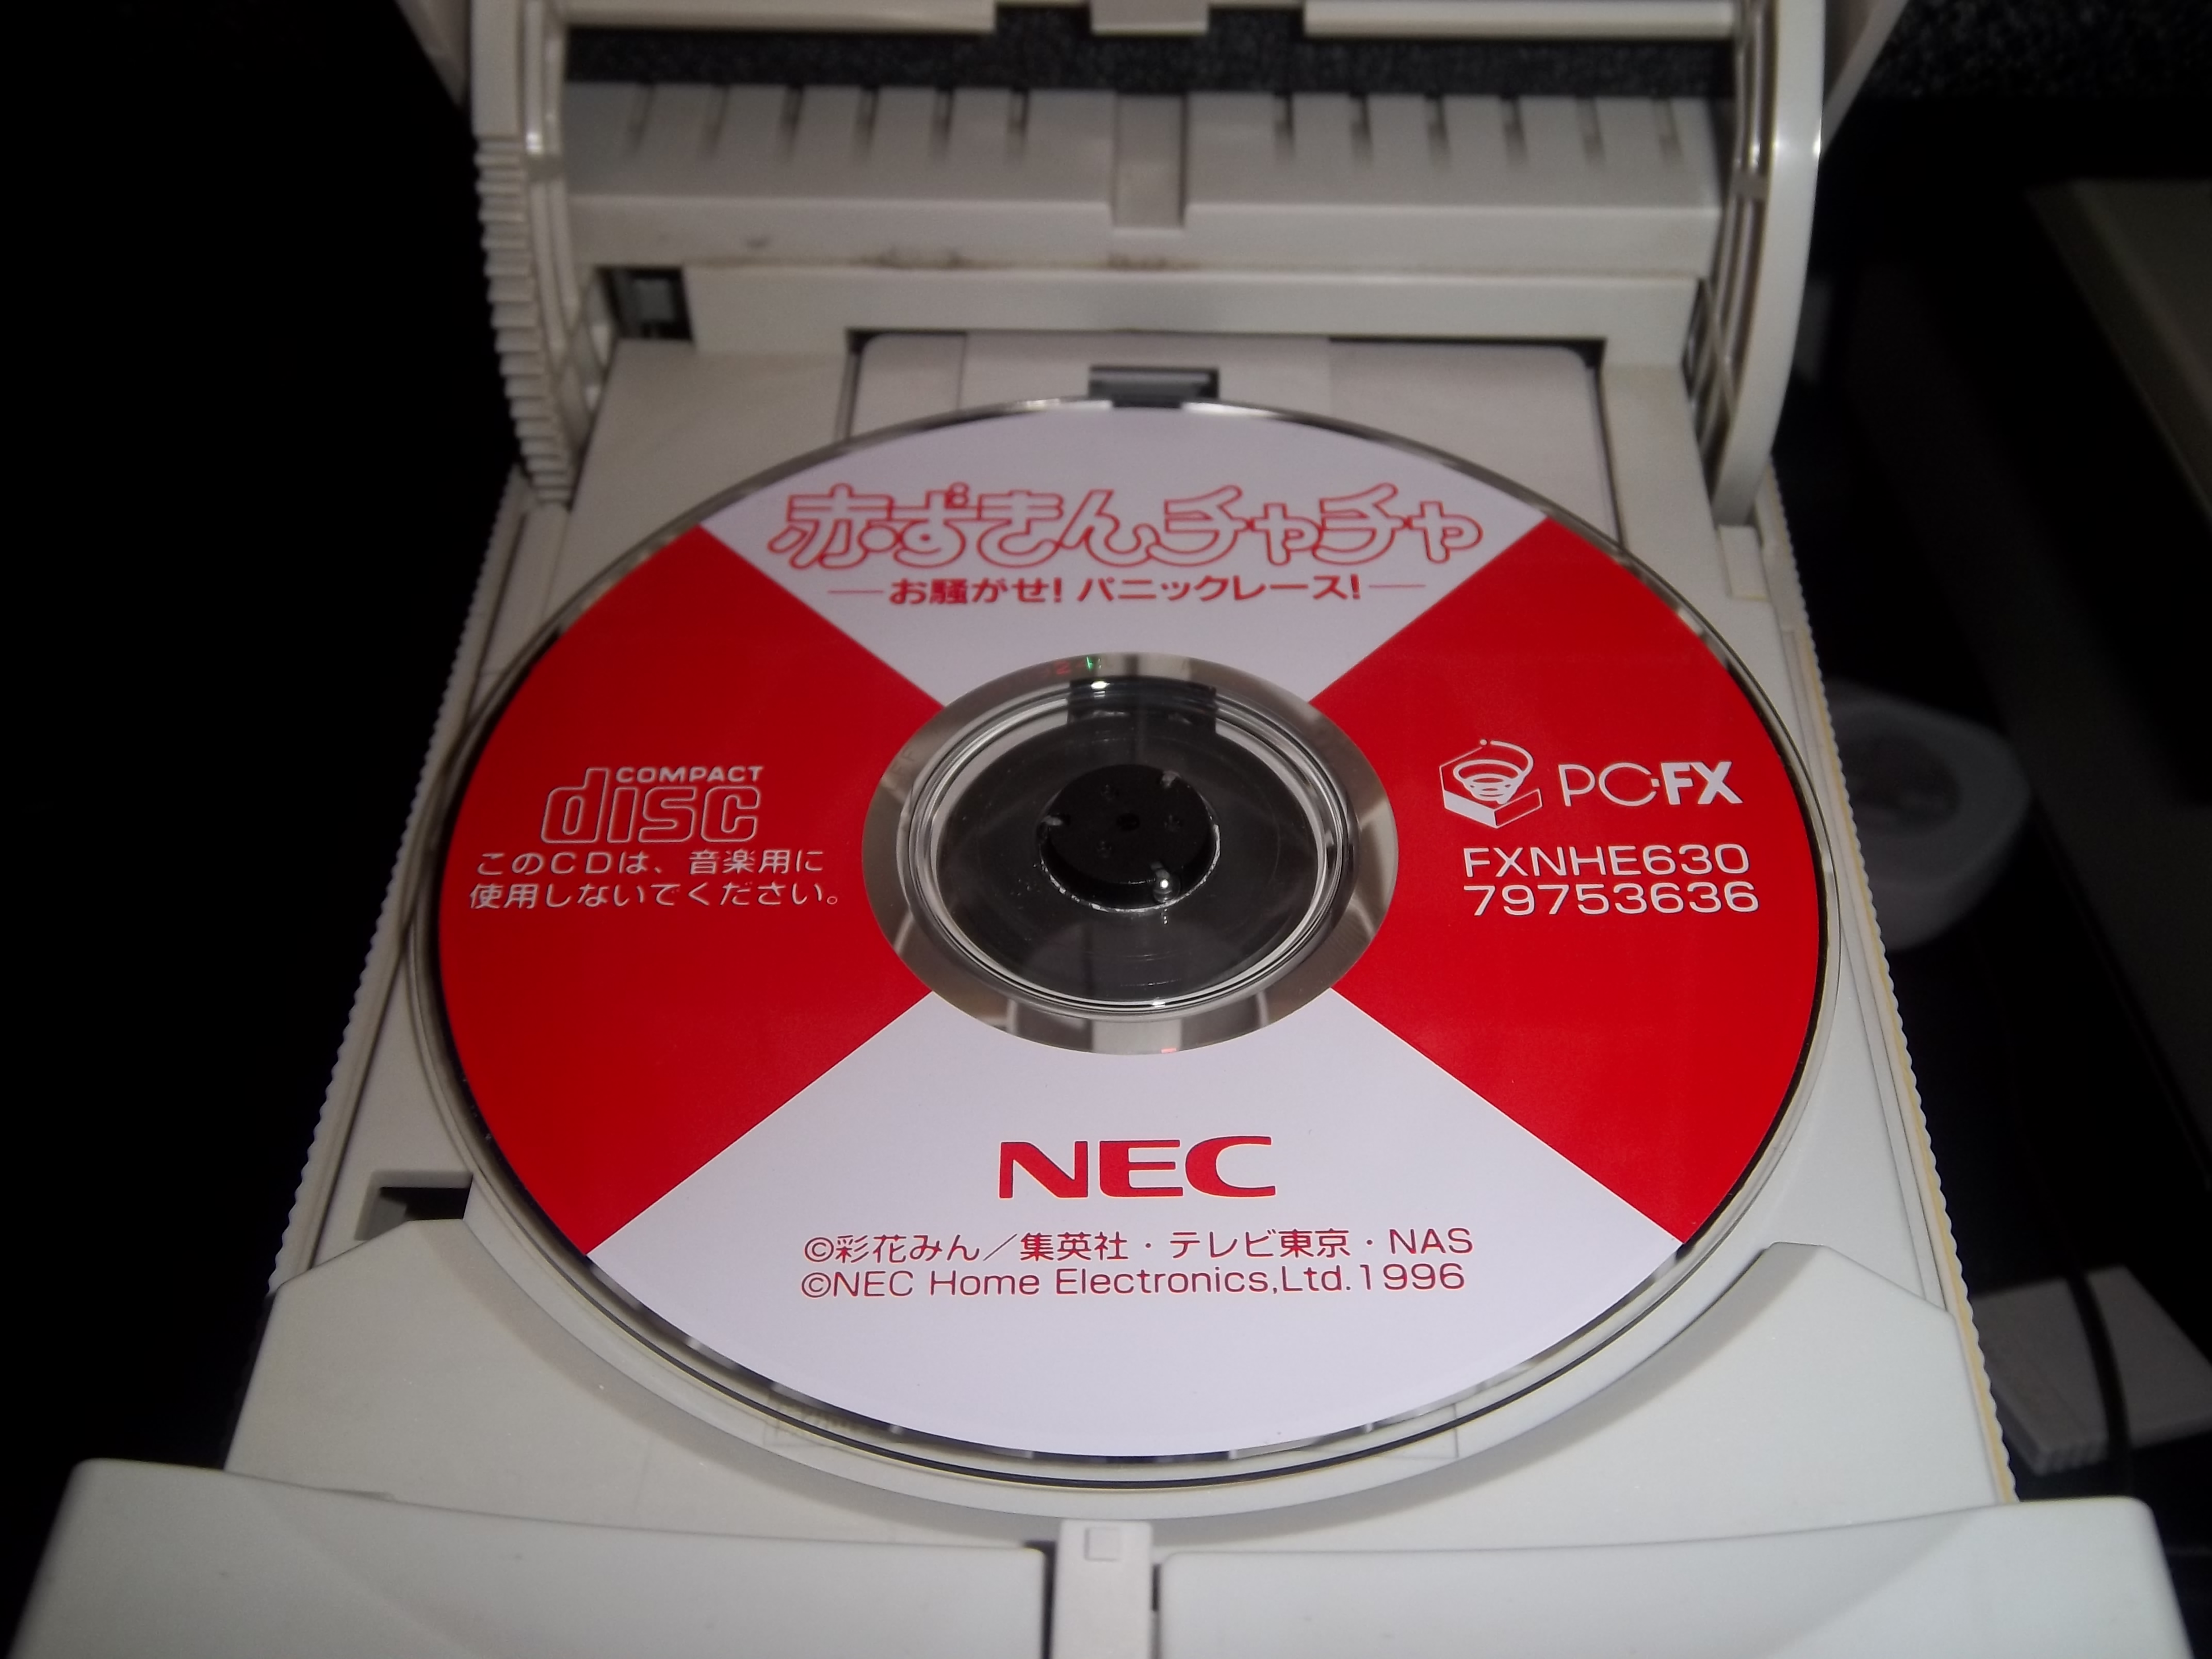 赤ずきんチャチャ
お騒がせ! パニックレース!
COMPACT
disc
このCDは、音楽用に
使用しないでください。
PC-FX
FXNHE630
79753636
NEC
©彩花みん／集英社・テレビ東京・NAS
©NEC Home Electronics,Ltd.1996